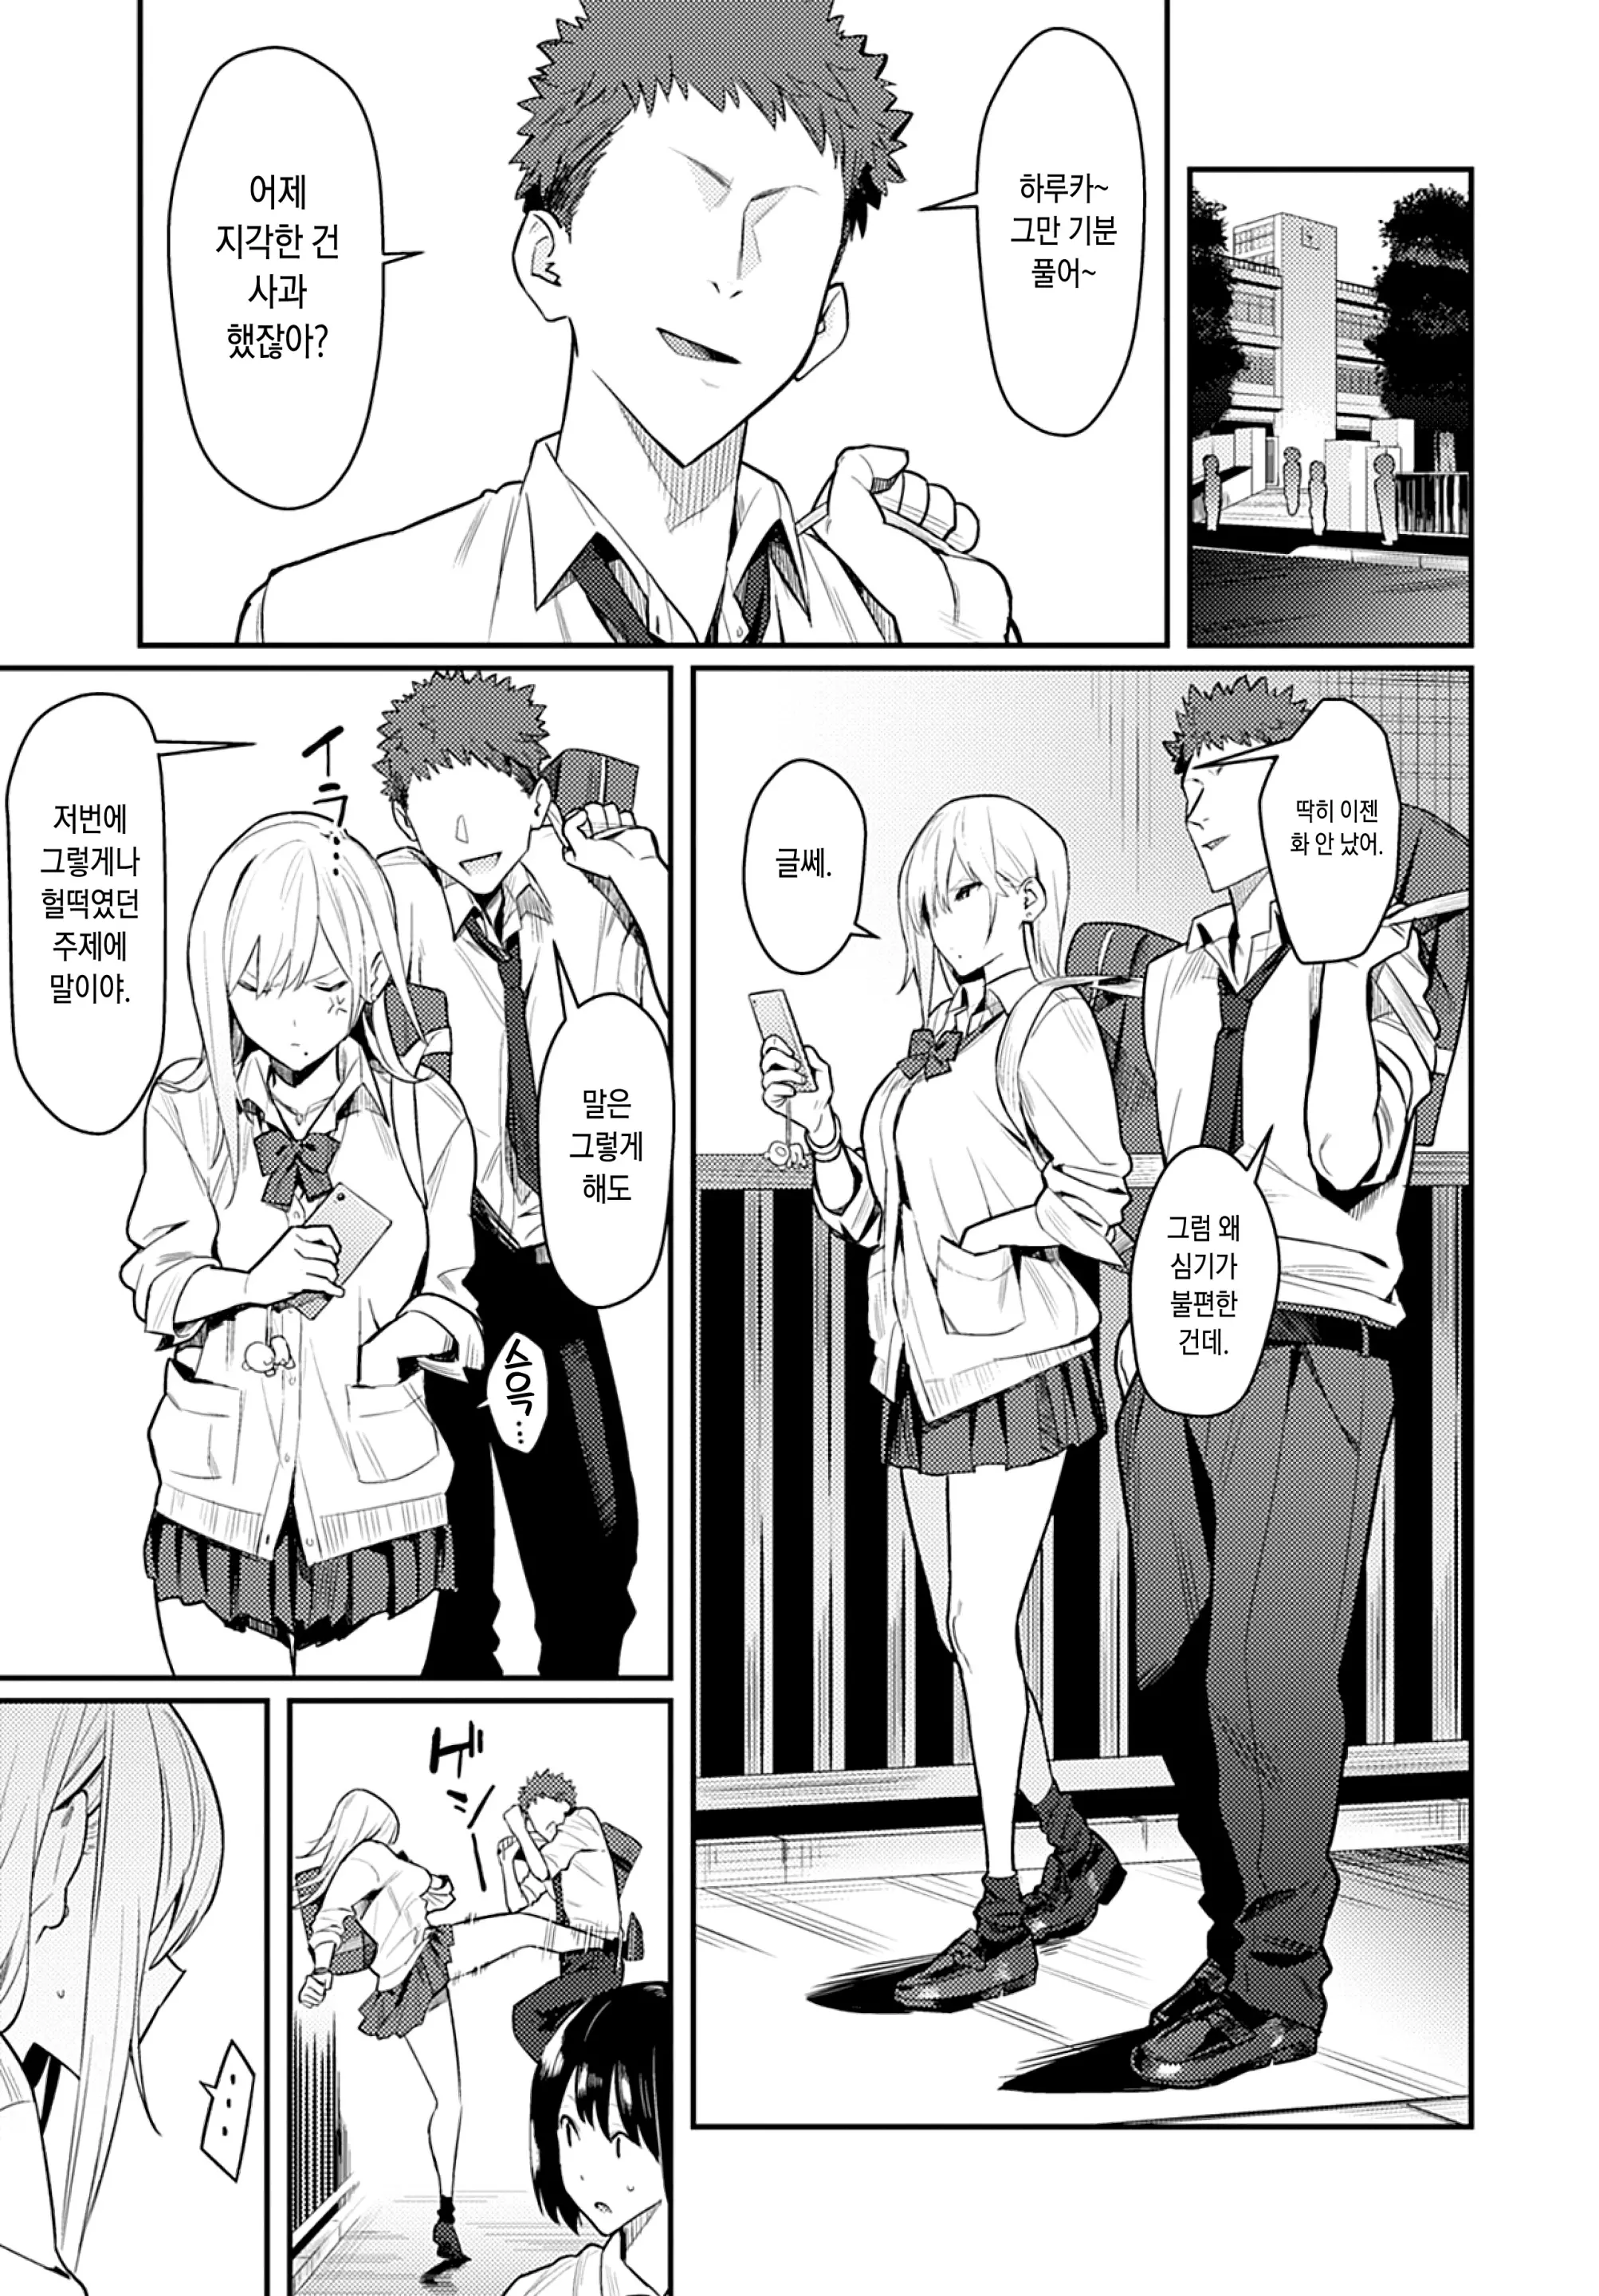 하루카~
그만 기분
풀어~
어제
지각한 건
사과
했잖아?
딱히 이젠
화 안 났어.
글쎄.
그럼 왜
심기가
불편한
건데.
말은
그렇게
해도
저번에
그렇게나
헐떡였던
주제에
말이야.
イラ…
스윽…
ゲシッ
…